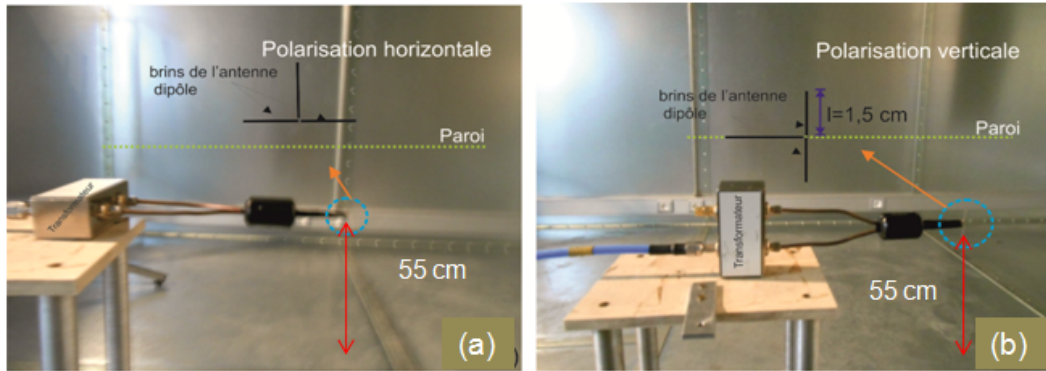 Polarisation horizontale
brins de l'antenne
dipôle
Paroi
Transformateur
55 cm
(a)
)
Polarisation verticale
brins de l'antenne
dipôle
l=1,5 cm
Paroi
Transformateur
55 cm
(b)